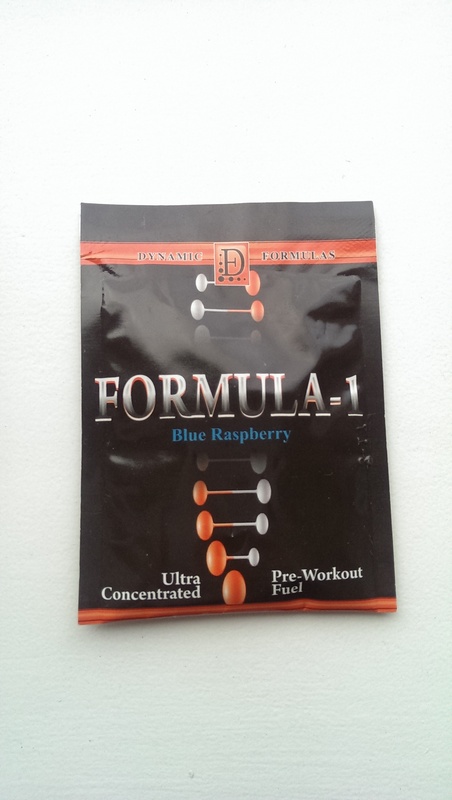 DYNAMIC D FORMULAS
FORMULA-1
Blue Raspberry
Ultra
Concentrated
Pre-Workout
Fuel